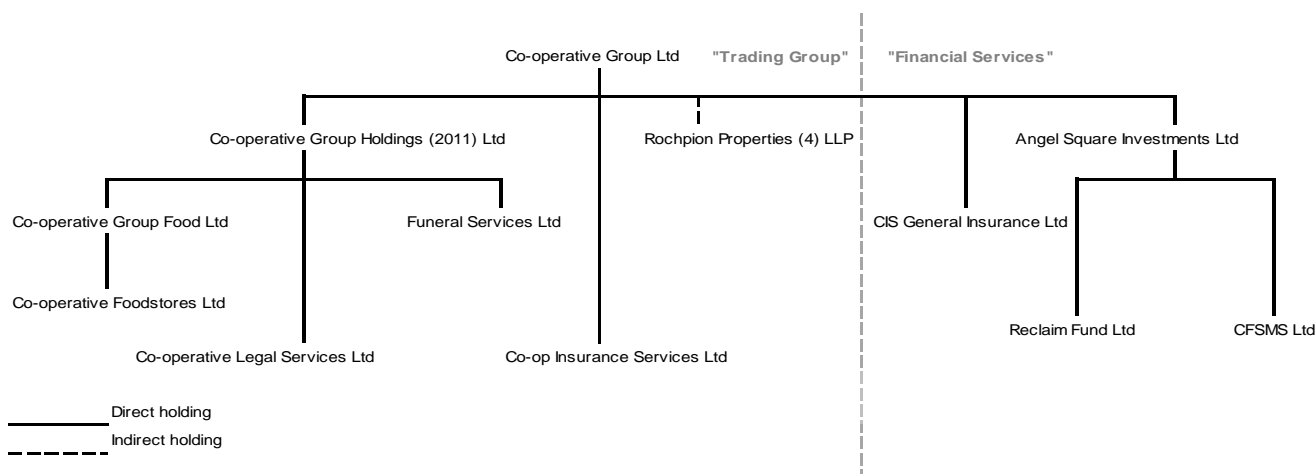 Co-operative Group Ltd "Trading Group" "Financial Services"
Co-operative Group Holdings (2011) Ltd Rochpion Properties (4) LLP Angel Square Investments Ltd
Co-operative Group Food Ltd Funeral Services Ltd CIS General Insurance Ltd
Co-operative Foodstores Ltd
Reclaim Fund Ltd CFSMS Ltd
Co-operative Legal Services Ltd Co-op Insurance Services Ltd
Direct holding
Indirect holding